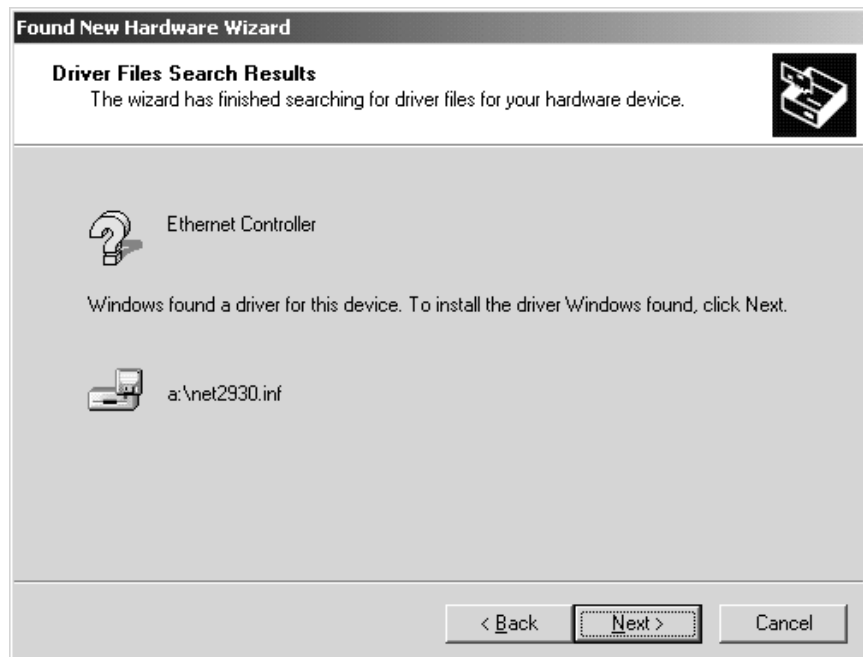 Found New Hardware Wizard
Driver Files Search Results
The wizard has finished searching for driver files for your hardware device.
Ethernet Controller
Windows found a driver for this device. To install the driver Windows found, click Next.
a:\net2930.inf
< Back
Next >
Cancel